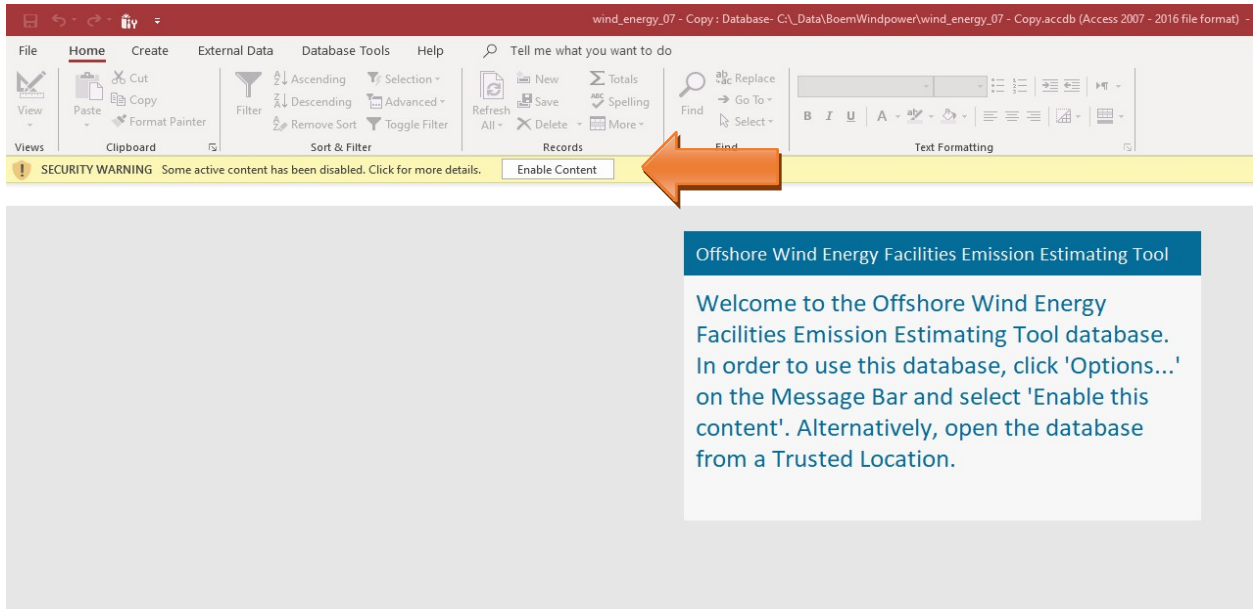 wind_energy_07 - Copy : Database- C:\_Data\BoemWindpower\wind_energy_07 - Copy.accdb (Access 2007 - 2016 file format) -
File Home Create External Data Database Tools Help Tell me what you want to do
View
Paste
Cut
Copy
Format Painter
Filter
Ascending
Descending
Remove Sort
Selection
Advanced
Toggle Filter
Refresh
All
New
Save
Delete
Totals
Spelling
More
Find
Replace
Go To
Select
B I U A
Views Clipboard Sort & Filter Records Find Text Formatting
SECURITY WARNING Some active content has been disabled. Click for more details. Enable Content
Offshore Wind Energy Facilities Emission Estimating Tool
Welcome to the Offshore Wind Energy
Facilities Emission Estimating Tool database.
In order to use this database, click 'Options...'
on the Message Bar and select 'Enable this
content'. Alternatively, open the database
from a Trusted Location.